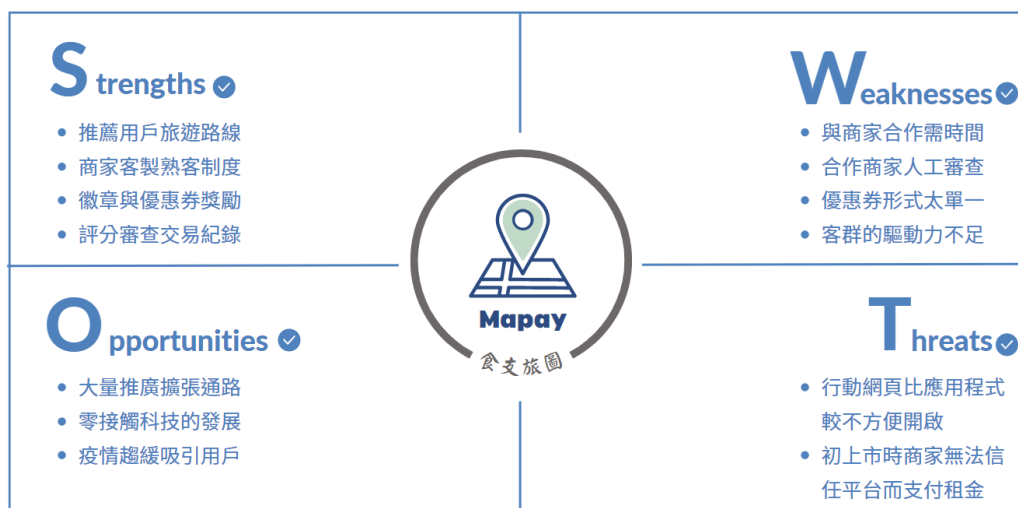 Strengths
推薦用戶旅遊路線
商家客製熟客制度
徽章與優惠券獎勵
評分審查交易紀錄
Weaknesses
與商家合作需時間
合作商家人工審查
優惠券形式太單一
客群的驅動力不足
Mapay
食支旅圖
Opportunities
大量推廣擴張通路
零接觸科技的發展
疫情趨緩吸引用戶
Threats
行動網頁比應用程式
較不方便開啟
初上市時商家無法信
任平台而支付租金